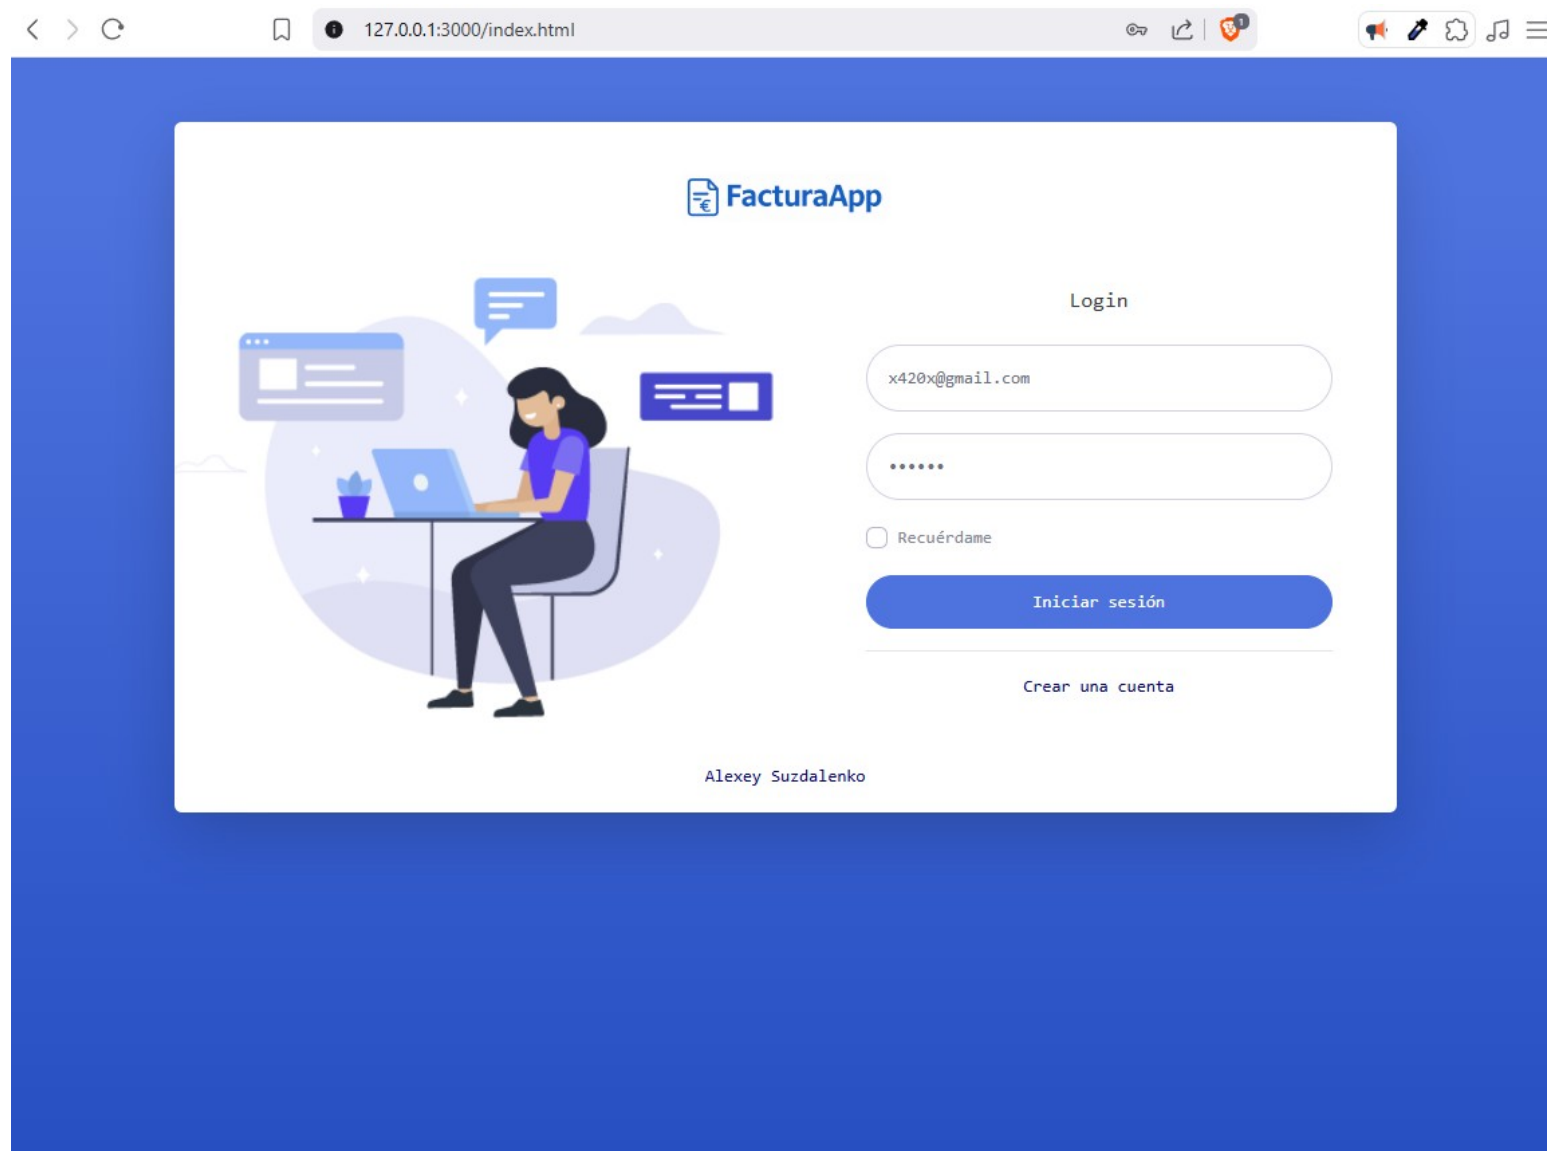 127.0.0.1:3000/index.html
1
FacturaApp
Login
x420x@gmail.com
••••••
Recuérdame
Iniciar sesión
Crear una cuenta
Alexey Suzdalenko